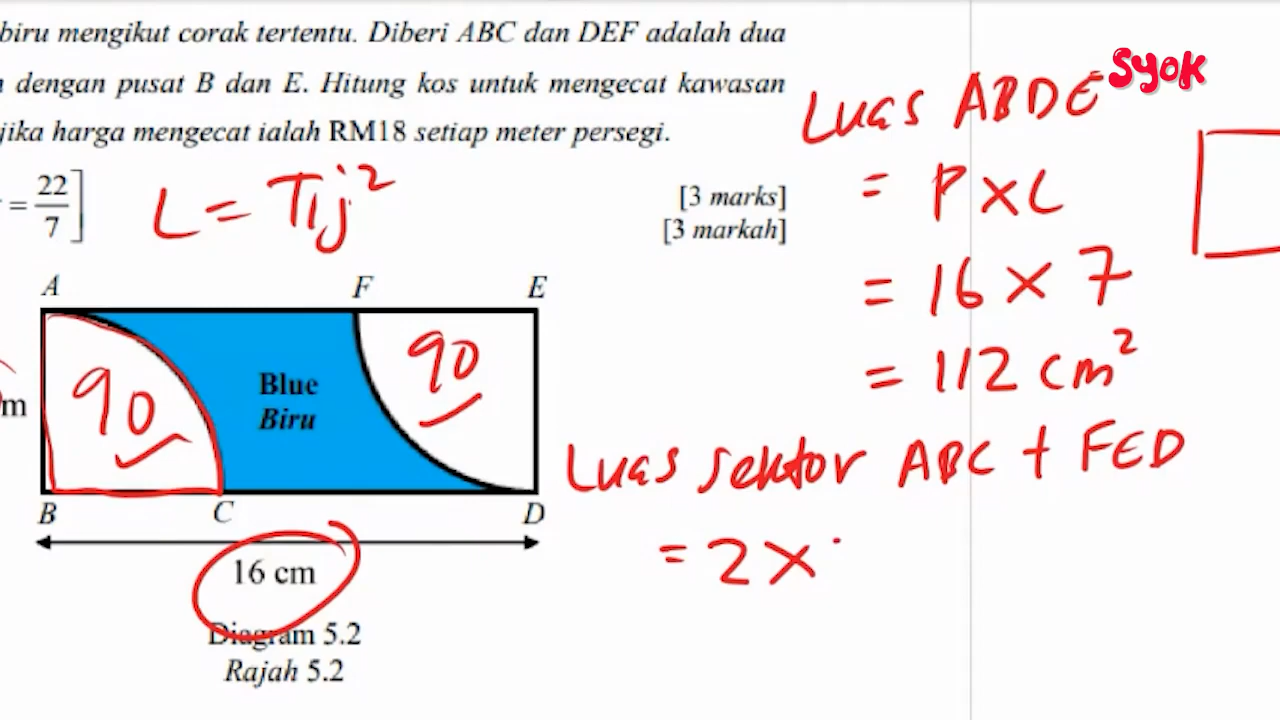 biru mengikut corak tertentu. Diberi ABC dan DEF adalah dua
dengan pusat B dan E. Hitung kos untuk mengecat kawasan
jika harga mengecat ialah RM18 setiap meter persegi.
= 22/7]
L = πj²
[3 marks]
[3 markah]
A F E
90
90
Blue
Biru
m
B C D
16 cm
Diagram 5.2
Rajah 5.2
syok
Luas ABDE
= P × L
= 16 × 7
= 112 cm²
Luas sektor ABC + FED
= 2 ×